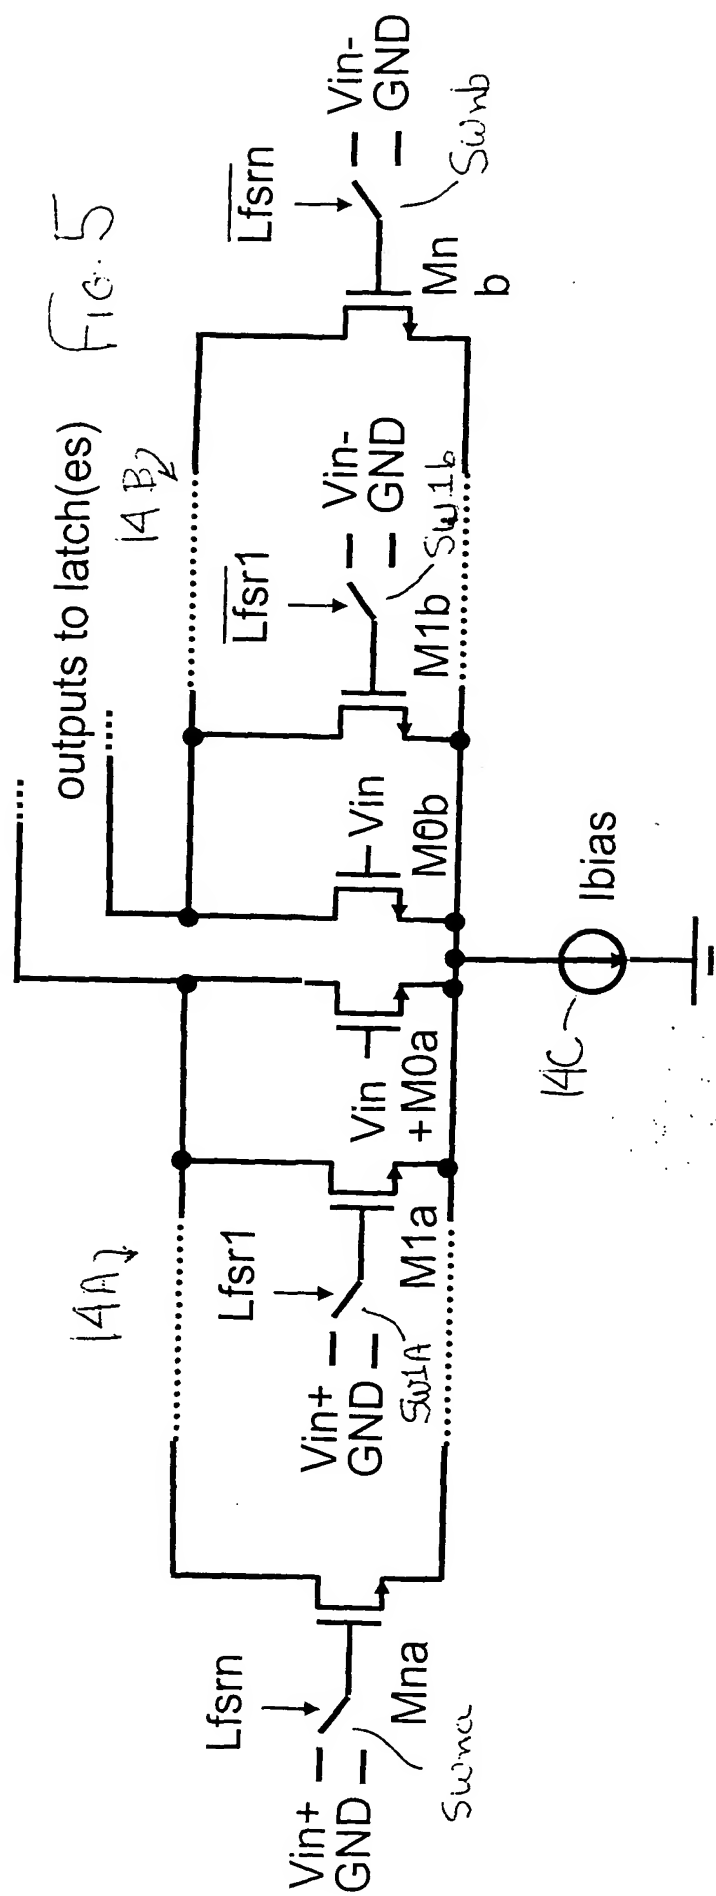 FIG. 5
outputs to latch(es)
14A
14B
Lfsrn
Lfsr1
Lfsr1
Lfsrn
Vin+
GND
Vin+
GND
Vin
Vin
Vin-
GND
Vin-
GND
Swna
Mna
SW1A
M1a
+M0a
M0b
M1b
SW1b
Mn
b
Swnb
14C
Ibias